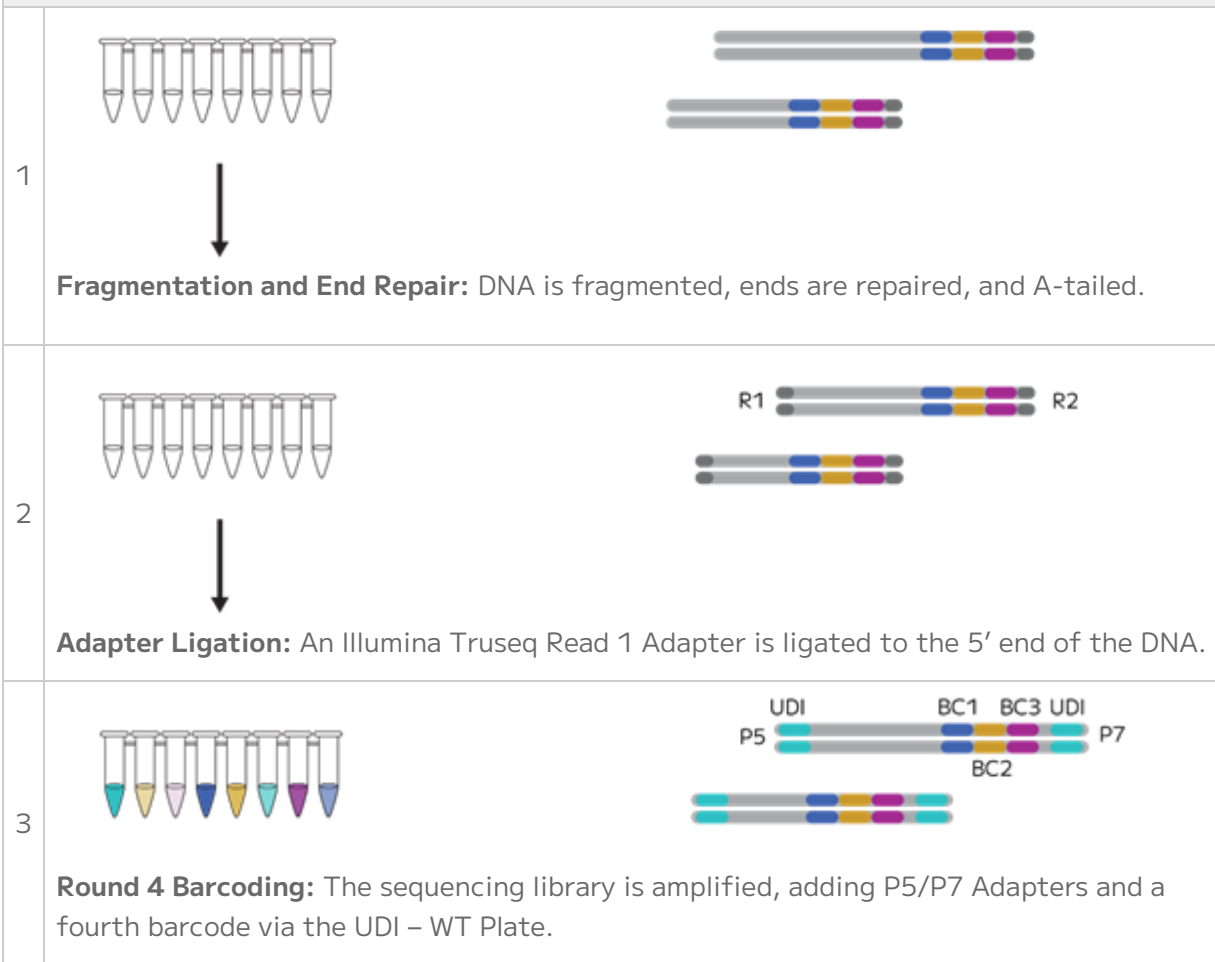 1
Fragmentation and End Repair: DNA is fragmented, ends are repaired, and A-tailed.
R1
R2
2
Adapter Ligation: An Illumina Truseq Read 1 Adapter is ligated to the 5′ end of the DNA.
UDI
BC1
BC3
UDI
P5
P7
BC2
3
Round 4 Barcoding: The sequencing library is amplified, adding P5/P7 Adapters and a
fourth barcode via the UDI – WT Plate.